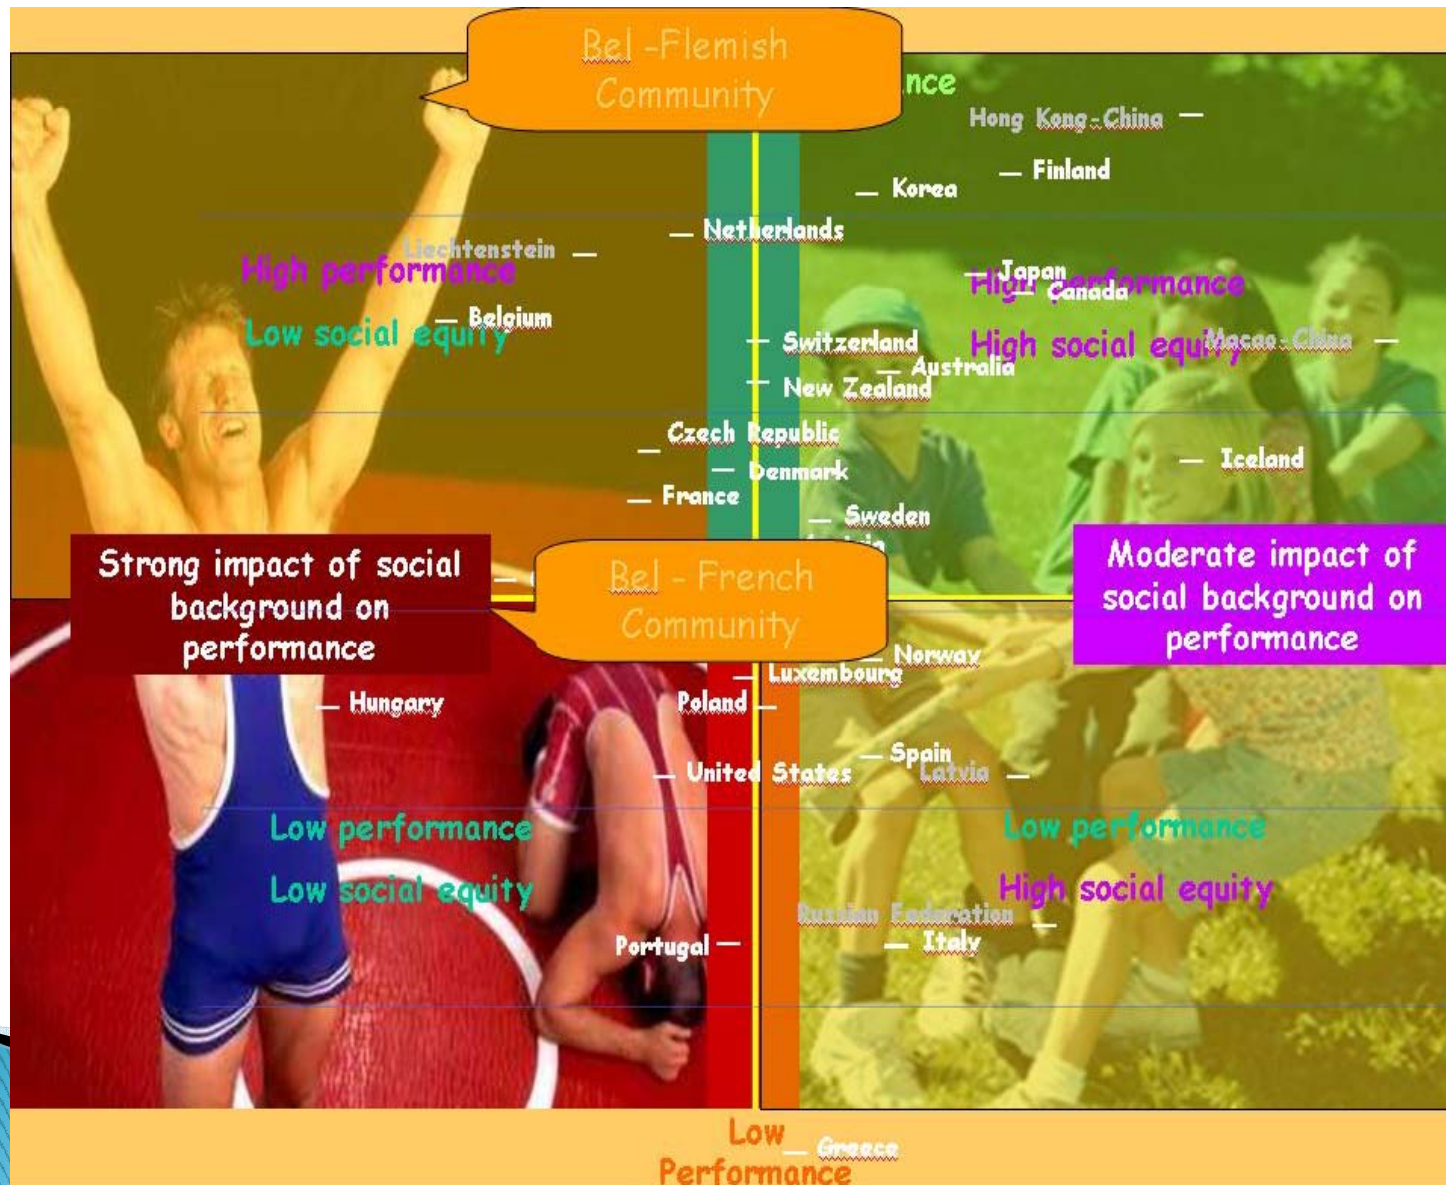 Bel -Flemish
Community
nce
Hong Kong-China
Finland
Korea
Netherlands
Liechtenstein
High performance
Low social equity
Belgium
Japan
Canada
High performance
High social equity
Macao-China
Switzerland
Australia
New Zealand
Czech Republic
Denmark
France
Iceland
Sweden
Strong impact of social
background on
performance
Bel - French
Community
Moderate impact of
social background on
performance
Norway
Luxembourg
Hungary
Poland
Spain
Latvia
United States
Low performance
Low social equity
Low performance
High social equity
Russian Federation
Italy
Portugal
Low
Performance
Greece